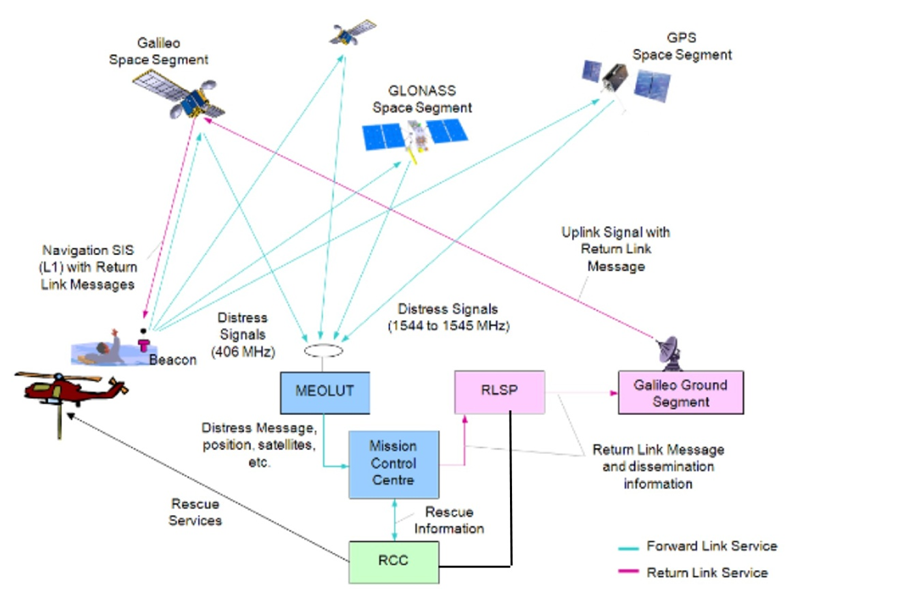 Galileo
Space Segment
GPS
Space Segment
GLONASS
Space Segment
Uplink Signal with
Return Link
Message
Navigation SIS
(L1) with Return
Link Messages
Distress
Signals
(406 MHz)
Distress Signals
(1544 to 1545 MHz)
Beacon
MEOLUT
RLSP
Galileo Ground
Segment
Distress Message,
position, satellites,
etc.
Mission
Control
Centre
Return Link Message
and dissemination
information
Rescue
Services
Rescue
Information
RCC
Forward Link Service
Return Link Service